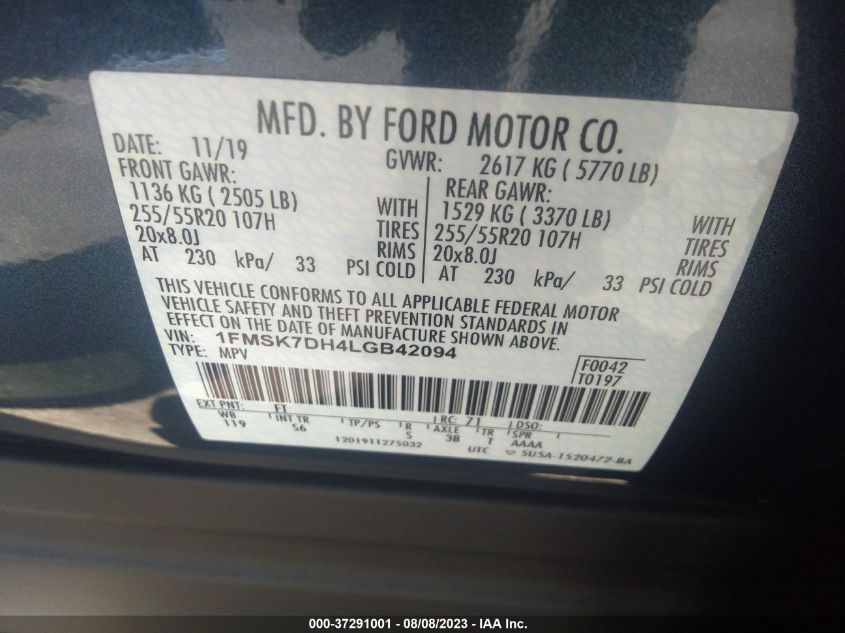 MFD. BY FORD MOTOR CO.
DATE: 11/19 GVWR: 2617 KG ( 5770 LB)
FRONT GAWR: REAR GAWR:
1136 KG ( 2505 LB) WITH 1529 KG ( 3370 LB) WITH
255/55R20 107H TIRES 255/55R20 107H TIRES
20x8.0J RIMS 20x8.0J RIMS
AT 230 kPa/ 33 PSI COLD AT 230 kPa/ 33 PSI COLD
THIS VEHICLE CONFORMS TO ALL APPLICABLE FEDERAL MOTOR
VEHICLE SAFETY AND THEFT PREVENTION STANDARDS IN
EFFECT ON THE DATE OF MANUFACTURE SHOWN ABOVE.
VIN: 1FMSK7DH4LGB42094
TYPE: MPV
F0042
T0197
EXT PNT: FT RC: 71 DSO:
WB INT TR TP/PS R AXLE TR SPR
119 S6 5 38 I AAAA
1201911275032 UTC 5U5A-1520472-BA
000-37291001 - 08/08/2023 - IAA Inc.